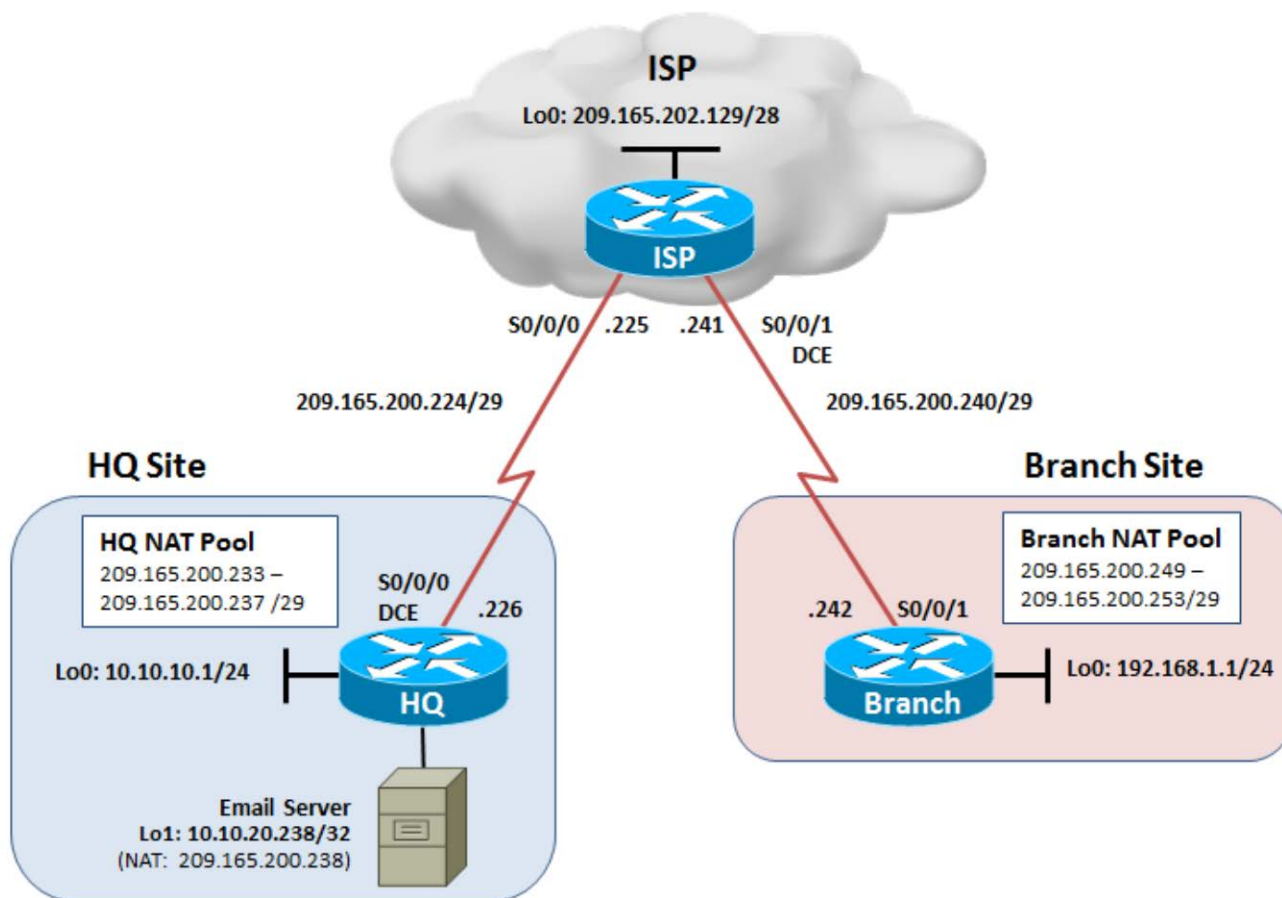 ISP
Lo0: 209.165.202.129/28
ISP
S0/0/0
.225
.241
S0/0/1
DCE
209.165.200.224/29
209.165.200.240/29
HQ Site
HQ NAT Pool
209.165.200.233 –
209.165.200.237 /29
S0/0/0
DCE
.226
Lo0: 10.10.10.1/24
HQ
Email Server
Lo1: 10.10.20.238/32
(NAT: 209.165.200.238)
Branch Site
Branch NAT Pool
209.165.200.249 –
209.165.200.253/29
.242
S0/0/1
Lo0: 192.168.1.1/24
Branch